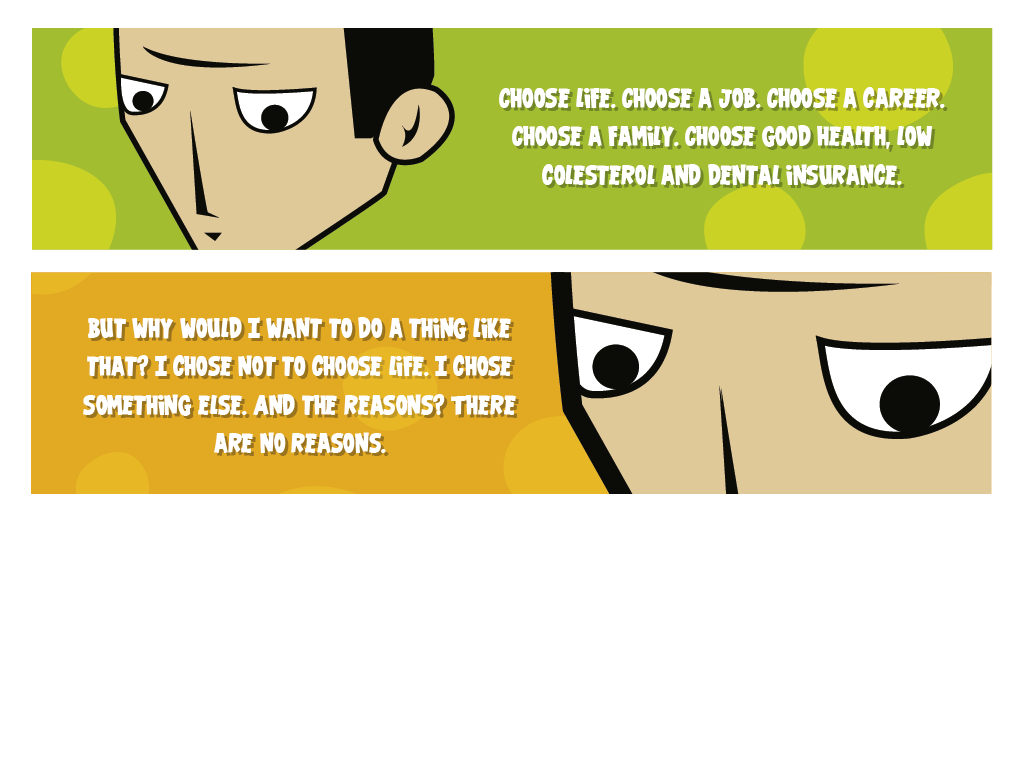 CHOOSE LiFE. CHOOSE A JOB. CHOOSE A CAREER.
CHOOSE A FAMiLY. CHOOSE GOOD HEALTH, LOW
COLESTEROL AND DENTAL iNSURANCE.
BUT WHY WOULD I WANT TO DO A THiNG LiKE
THAT? I CHOSE NOT TO CHOOSE LiFE. I CHOSE
SOMETHiNG ELSE. AND THE REASONS? THERE
ARE NO REASONS.